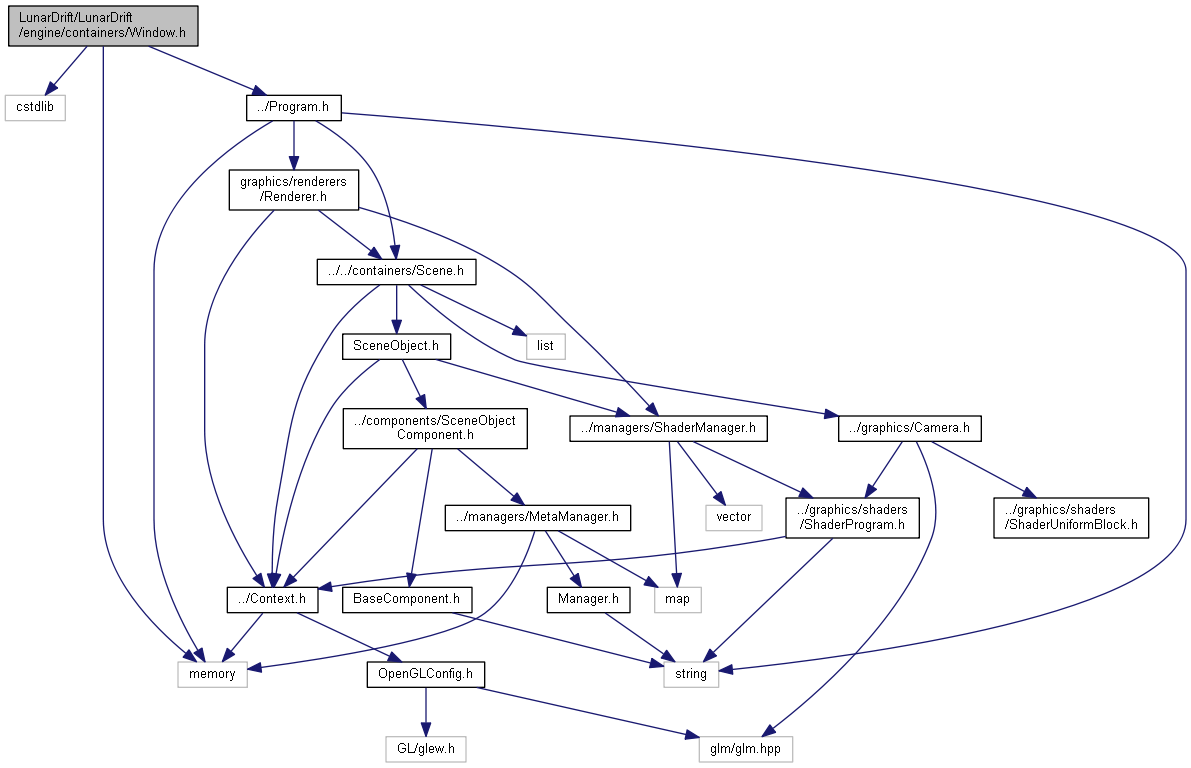 LunarDrift/LunarDrift
/engine/containers/Window.h
cstdlib
../Program.h
graphics/renderers
/Renderer.h
../../containers/Scene.h
SceneObject.h
list
../components/SceneObject
Component.h
../managers/ShaderManager.h
../graphics/Camera.h
../managers/MetaManager.h
vector
../graphics/shaders
/ShaderProgram.h
../graphics/shaders
/ShaderUniformBlock.h
../Context.h
BaseComponent.h
Manager.h
map
memory
OpenGLConfig.h
string
GL/glew.h
glm/glm.hpp